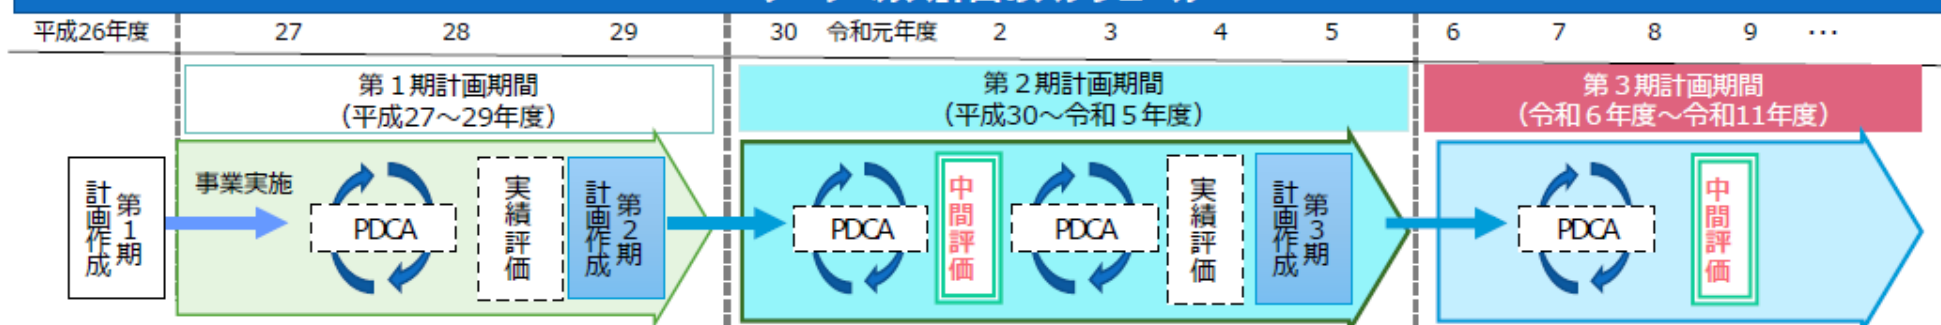 平成26年度 27 28 29 30 令和元年度 2 3 4 5 6 7 8 9 …
第１期計画期間
（平成27～29年度）
第２期計画期間
（平成30～令和５年度）
第３期計画期間
（令和６年度～令和11年度）
第１期
計画作成
事業実施
PDCA
実績評価
第２期
計画作成
PDCA
中間評価
PDCA
実績評価
第３期
計画作成
PDCA
中間評価